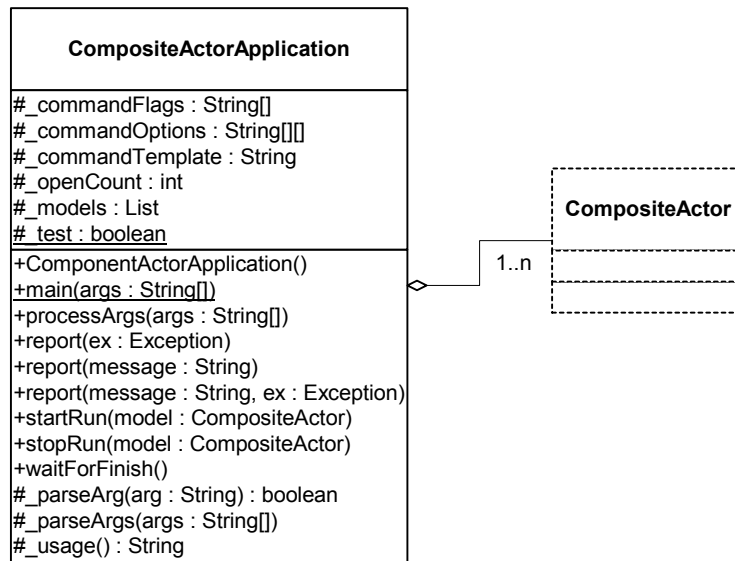 CompositeActorApplication
#_commandFlags : String[]
#_commandOptions : String[][]
#_commandTemplate : String
#_openCount : int
#_models : List
#_test : boolean
+ComponentActorApplication()
+main(args : String[])
+processArgs(args : String[])
+report(ex : Exception)
+report(message : String)
+report(message : String, ex : Exception)
+startRun(model : CompositeActor)
+stopRun(model : CompositeActor)
+waitForFinish()
#_parseArg(arg : String) : boolean
#_parseArgs(args : String[])
#_usage() : String
1..n
CompositeActor